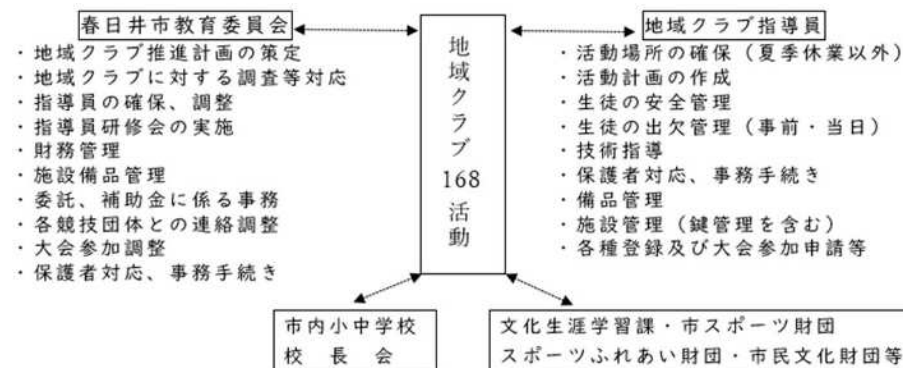 春日井市教育委員会
・地域クラブ推進計画の策定
・地域クラブに対する調査等対応
・指導員の確保、調整
・指導員研修会の実施
・財務管理
・施設備品管理
・委託、補助金に係る事務
・各競技団体との連絡調整
・大会参加調整
・保護者対応、事務手続き
地域クラブ168活動
地域クラブ指導員
・活動場所の確保（夏季休業以外）
・活動計画の作成
・生徒の安全管理
・生徒の出欠管理（事前・当日）
・技術指導
・保護者対応、事務手続き
・備品管理
・施設管理（鍵管理を含む）
・各種登録及び大会参加申請等
市内小中学校
校　長　会
文化生涯学習課・市スポーツ財団
スポーツふれあい財団・市民文化財団等